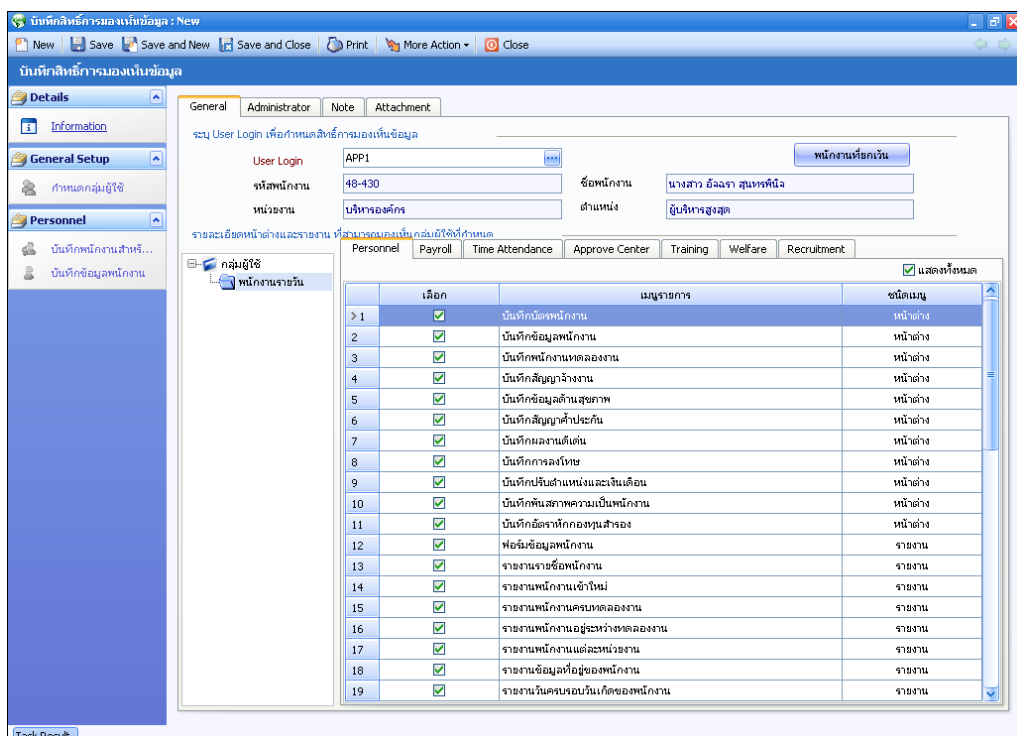 บันทึกสิทธิ์การมองเห็นข้อมูล : New
New Save Save and New Save and Close Print More Action Close
บันทึกสิทธิ์การมองเห็นข้อมูล
Details
Information
General Setup
กำหนดกลุ่มผู้ใช้
Personnel
บันทึกพนักงานสำหรั...
บันทึกข้อมูลพนักงาน
General Administrator Note Attachment
ระบุ User Login เพื่อกำหนดสิทธิ์การมองเห็นข้อมูล
User Login APP1 ... พนักงานที่ยกเว้น
รหัสพนักงาน 48-430 ชื่อพนักงาน นางสาว อัจฉรา สุนทรพินิจ
หน่วยงาน บริหารองค์กร ตำแหน่ง ผู้บริหารสูงสุด
รายละเอียดหน้าต่างและรายงาน ที่สามารถมองเห็นกลุ่มผู้ใช้ที่กำหนด
Personnel Payroll Time Attendance Approve Center Training Welfare Recruitment
กลุ่มผู้ใช้
พนักงานรายวัน
แสดงทั้งหมด
เลือก เมนูรายการ ชนิดเมนู
1 บันทึกบัตรพนักงาน หน้าต่าง
2 บันทึกข้อมูลพนักงาน หน้าต่าง
3 บันทึกพนักงานทดลองงาน หน้าต่าง
4 บันทึกสัญญาจ้างงาน หน้าต่าง
5 บันทึกข้อมูลด้านสุขภาพ หน้าต่าง
6 บันทึกสัญญาค้ำประกัน หน้าต่าง
7 บันทึกผลงานดีเด่น หน้าต่าง
8 บันทึกการลงโทษ หน้าต่าง
9 บันทึกปรับตำแหน่งและเงินเดือน หน้าต่าง
10 บันทึกพ้นสภาพความเป็นพนักงาน หน้าต่าง
11 บันทึกอัตราหักกองทุนสำรอง หน้าต่าง
12 ฟอร์มข้อมูลพนักงาน รายงาน
13 รายงานรายชื่อพนักงาน รายงาน
14 รายงานพนักงานเข้าใหม่ รายงาน
15 รายงานพนักงานครบทดลองงาน รายงาน
16 รายงานพนักงานอยู่ระหว่างทดลองงาน รายงาน
17 รายงานพนักงานแต่ละหน่วยงาน รายงาน
18 รายงานข้อมูลที่อยู่ของพนักงาน รายงาน
19 รายงานวันครบรอบวันเกิดของพนักงาน รายงาน
Task Result